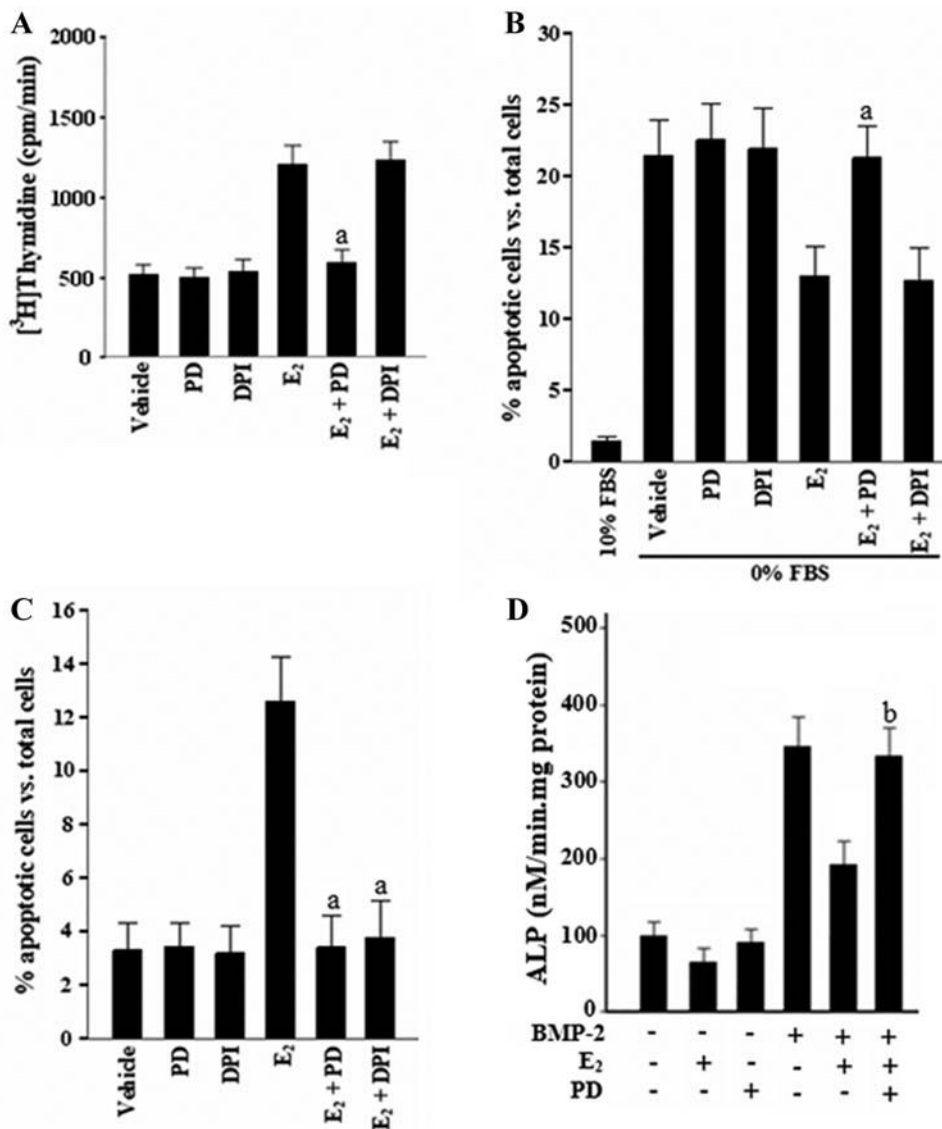 A
[³H]Thymidine (cpm/min)
2000
1500
1000
500
0
a
Vehicle
PD
DPI
E₂
E₂ + PD
E₂ + DPI
B
% apoptotic cells vs. total cells
30
25
20
15
10
5
0
a
10% FBS
Vehicle
PD
DPI
E₂
E₂ + PD
E₂ + DPI
0% FBS
C
% apoptotic cells vs. total cells
16
14
12
10
8
6
4
2
0
a a
Vehicle
PD
DPI
E₂
E₂ + PD
E₂ + DPI
D
ALP (nM/min.mg protein)
500
400
300
200
100
0
b
BMP-2 - - - + + +
E₂ - + - - + +
PD - - + - - +